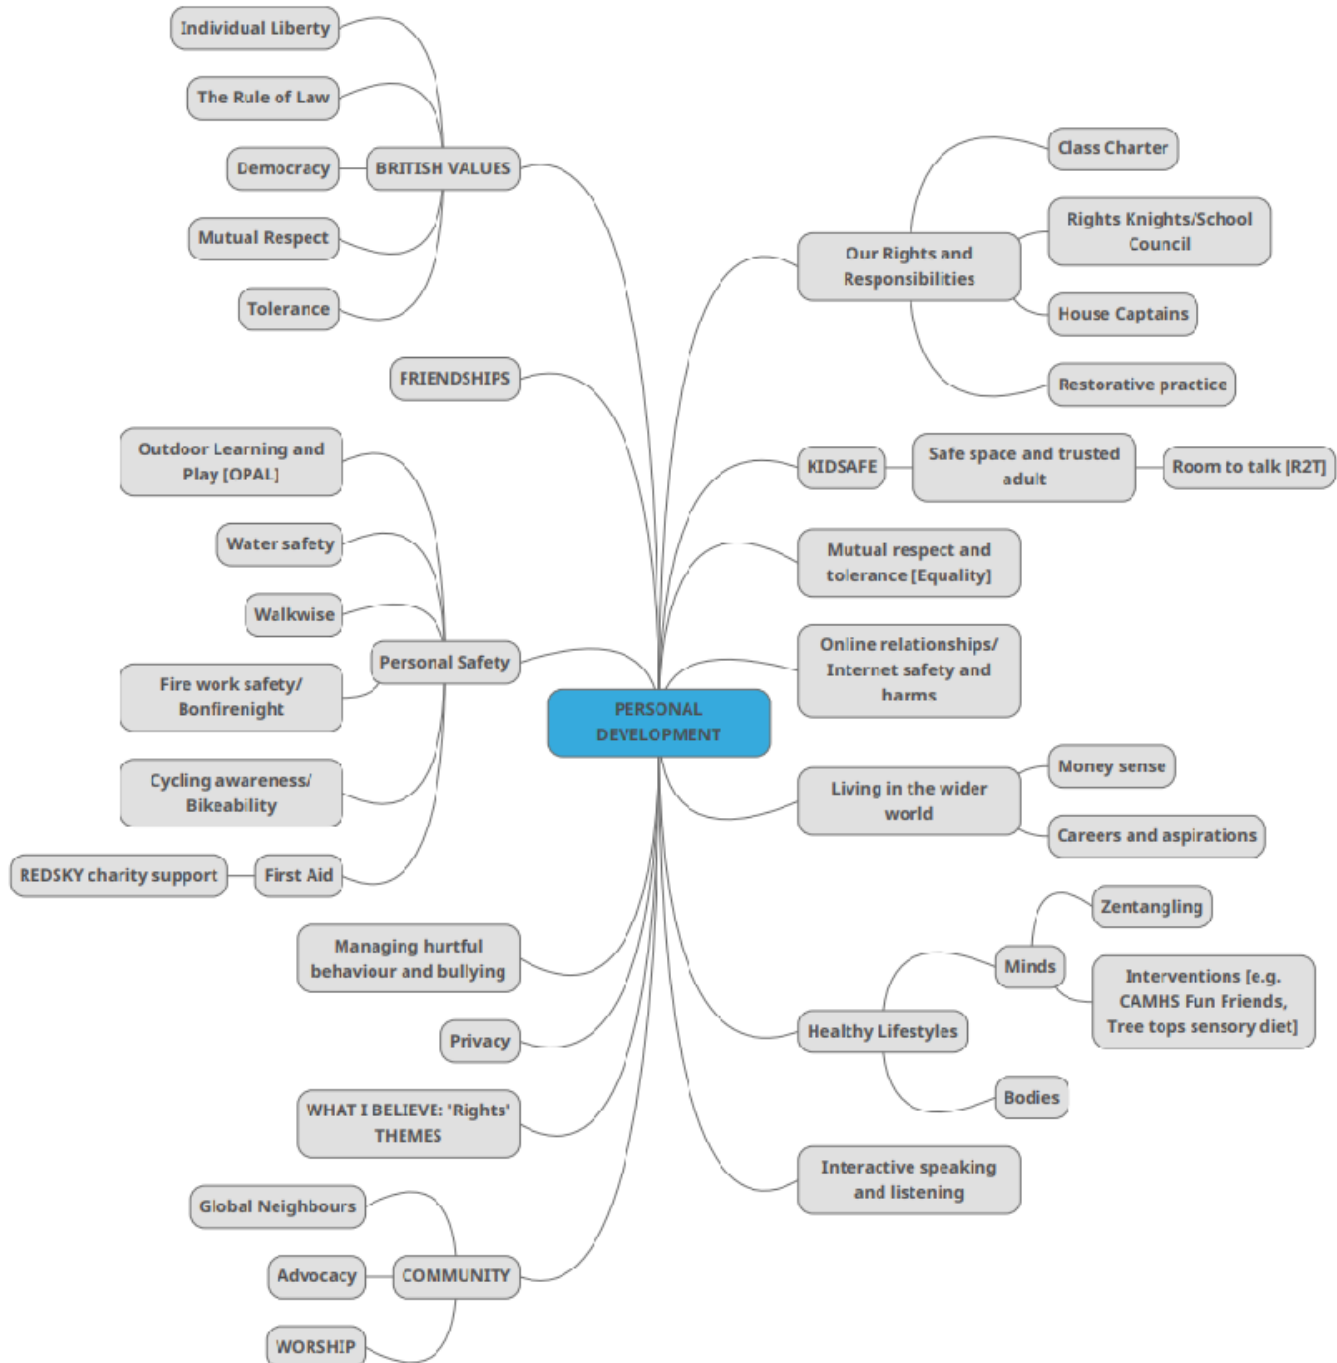 Individual Liberty
The Rule of Law
Democracy
BRITISH VALUES
Mutual Respect
Tolerance
FRIENDSHIPS
Outdoor Learning and
Play [OPAL]
Water safety
Walkwise
Personal Safety
Fire work safety/
Bonfirenight
Cycling awareness/
Bikeability
REDSKY charity support
First Aid
Managing hurtful
behaviour and bullying
Privacy
WHAT I BELIEVE: 'Rights'
THEMES
Global Neighbours
Advocacy
COMMUNITY
WORSHIP
PERSONAL
DEVELOPMENT
Class Charter
Rights Knights/School
Council
Our Rights and
Responsibilities
House Captains
Restorative practice
KIDSAFE
Safe space and trusted
adult
Room to talk [R2T]
Mutual respect and
tolerance [Equality]
Online relationships/
Internet safety and
harms
Living in the wider
world
Money sense
Careers and aspirations
Zentangling
Minds
Interventions [e.g.
CAMHS Fun Friends,
Tree tops sensory diet]
Healthy Lifestyles
Bodies
Interactive speaking
and listening